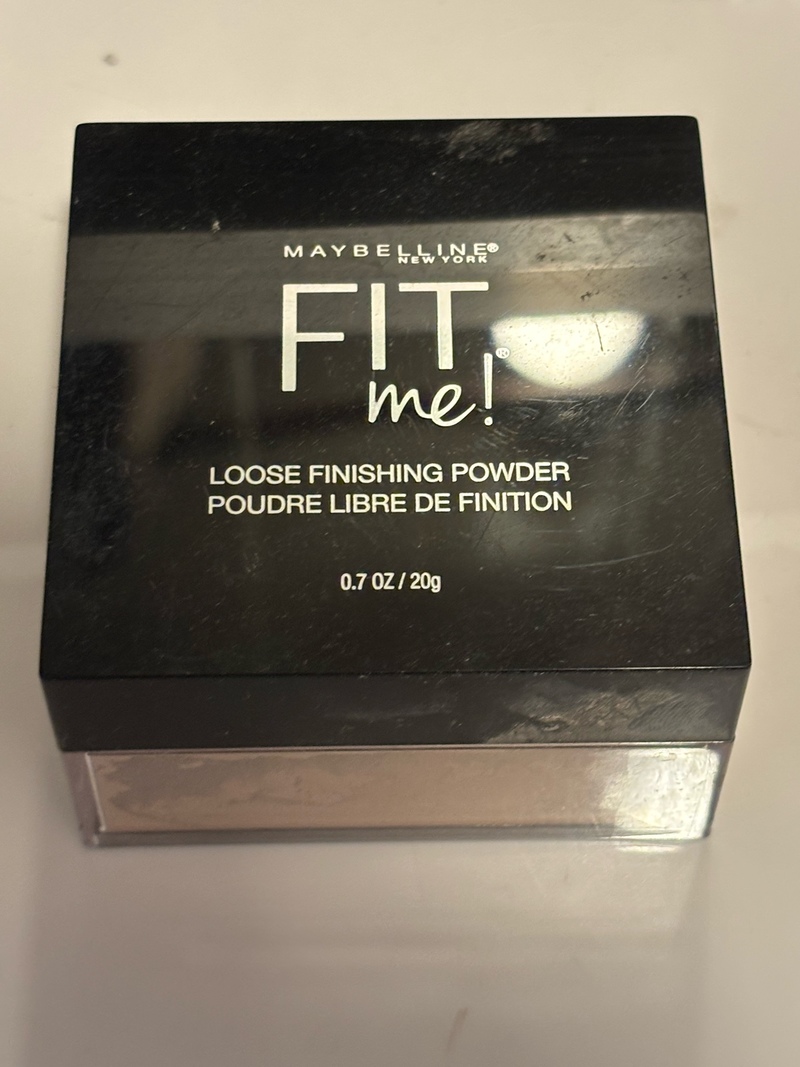 MAYBELLINE®
NEW YORK
FIT
me!®
LOOSE FINISHING POWDER
POUDRE LIBRE DE FINITION
0.7 OZ / 20g